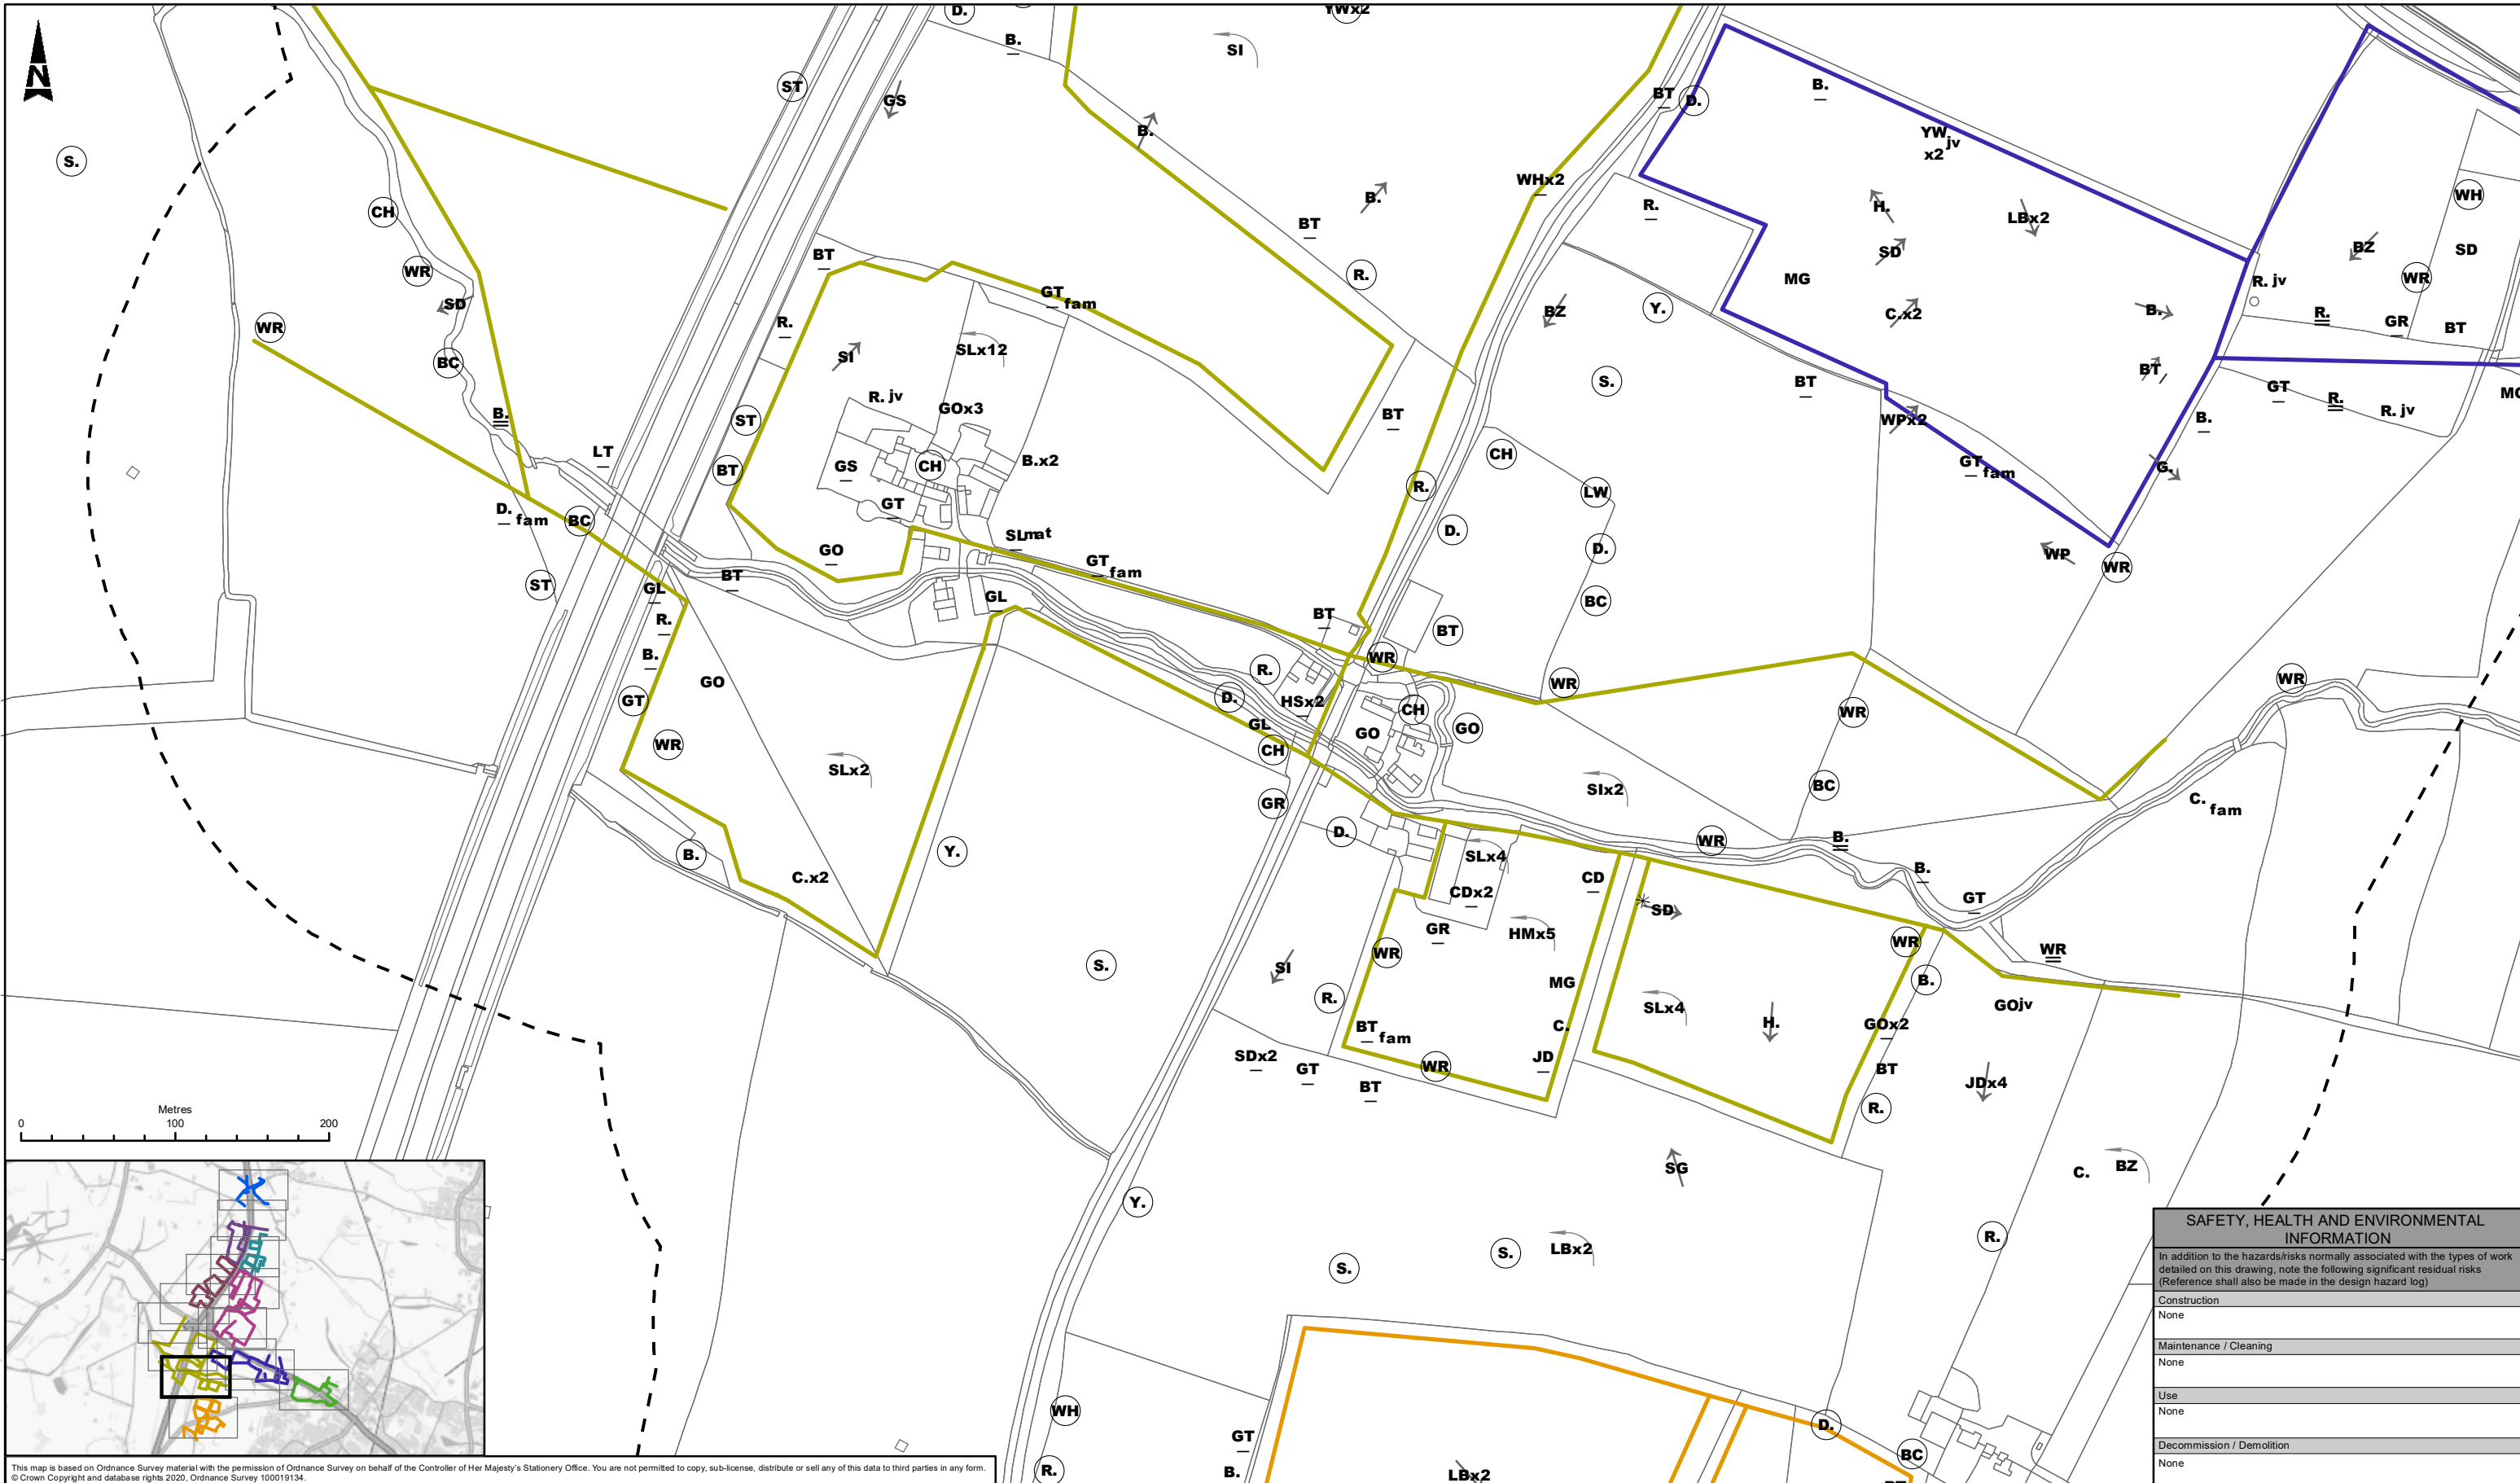 D.
YWx2
N
B.
SI
ST
GS
B.
BT
D.
B.
YW jv
x2
S.
B.
WHx2
R.
H.
LBx2
WH
CH
BT
SD
BZ
SD
BT
WR
R.
MG
R. jv
WR
SD
GT fam
BZ
Y.
C.x2
B.
R.
GR
BT
WR
R.
SI
SLx12
BC
S.
BT
BT
GT
R.
R. jv
R. jv
GOx3
B.
ST
BT
WPx2
B.
LT
CH
GS
CH
B.x2
GT fam
G.
BT
R.
LW
GT
D. fam
BC
SLmat
D.
D.
GO
GT fam
WP
WR
ST
BT
GL
GL
BC
R.
BT
BT
B.
WR
GO
R.
WR
WR
GT
D.
HSx2
CH
WR
GL
GO
GO
WR
CH
SLx2
SIx2
BC
GR
C. fam
B.
Y.
D.
WR
B.
SLx4
B.
C.x2
CD
CDx2
GT
SD
GR
HMx5
WR
WR
WR
S.
SI
B.
R.
MG
SLx4
GOjv
BT fam
C.
H.
GOx2
SDx2
GT
WR
JD
BT
BT
JDx4
R.
Metres
0
100
200
SG
C.
BZ
Y.
R.
S.
S.
LBx2
WH
D.
GT
BC
R.
B.
LBx2
SAFETY, HEALTH AND ENVIRONMENTAL
INFORMATION
In addition to the hazards/risks normally associated with the types of work
detailed on this drawing, note the following significant residual risks
(Reference shall also be made in the design hazard log)
Construction
None
Maintenance / Cleaning
None
Use
None
Decommission / Demolition
None
This map is based on Ordnance Survey material with the permission of Ordnance Survey on behalf of the Controller of Her Majesty's Stationery Office. You are not permitted to copy, sub-license, distribute or sell any of this data to third parties in any form.
© Crown Copyright and database rights 2020, Ordnance Survey 100019134.